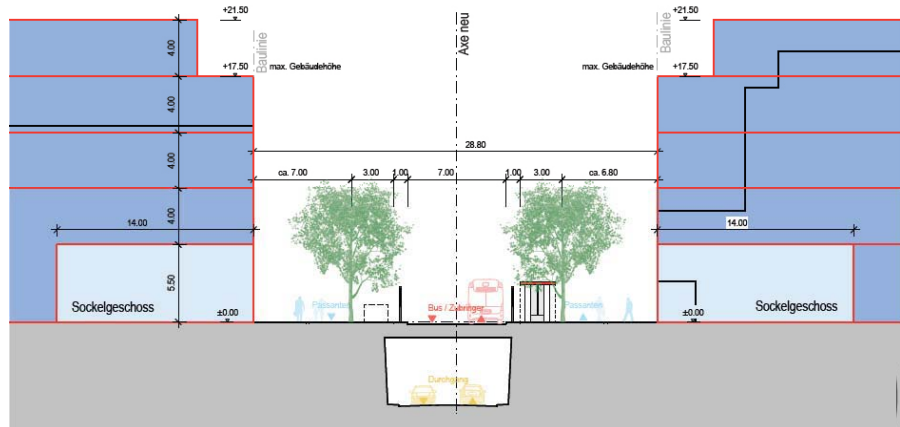 +21.50
+21.50
Baulinie
Axe neu
Baulinie
4.00
+17.50
max. Gebäudehöhe
max. Gebäudehöhe
+17.50
4.00
4.00
28.80
ca. 7.00
3.00
1.00
7.00
1.00
3.00
ca. 6.80
4.00
14.00
14.00
5.50
Sockelgeschoss
±0.00
Passanten
Bus / Zubringer
Passanten
±0.00
Sockelgeschoss
Durchgang